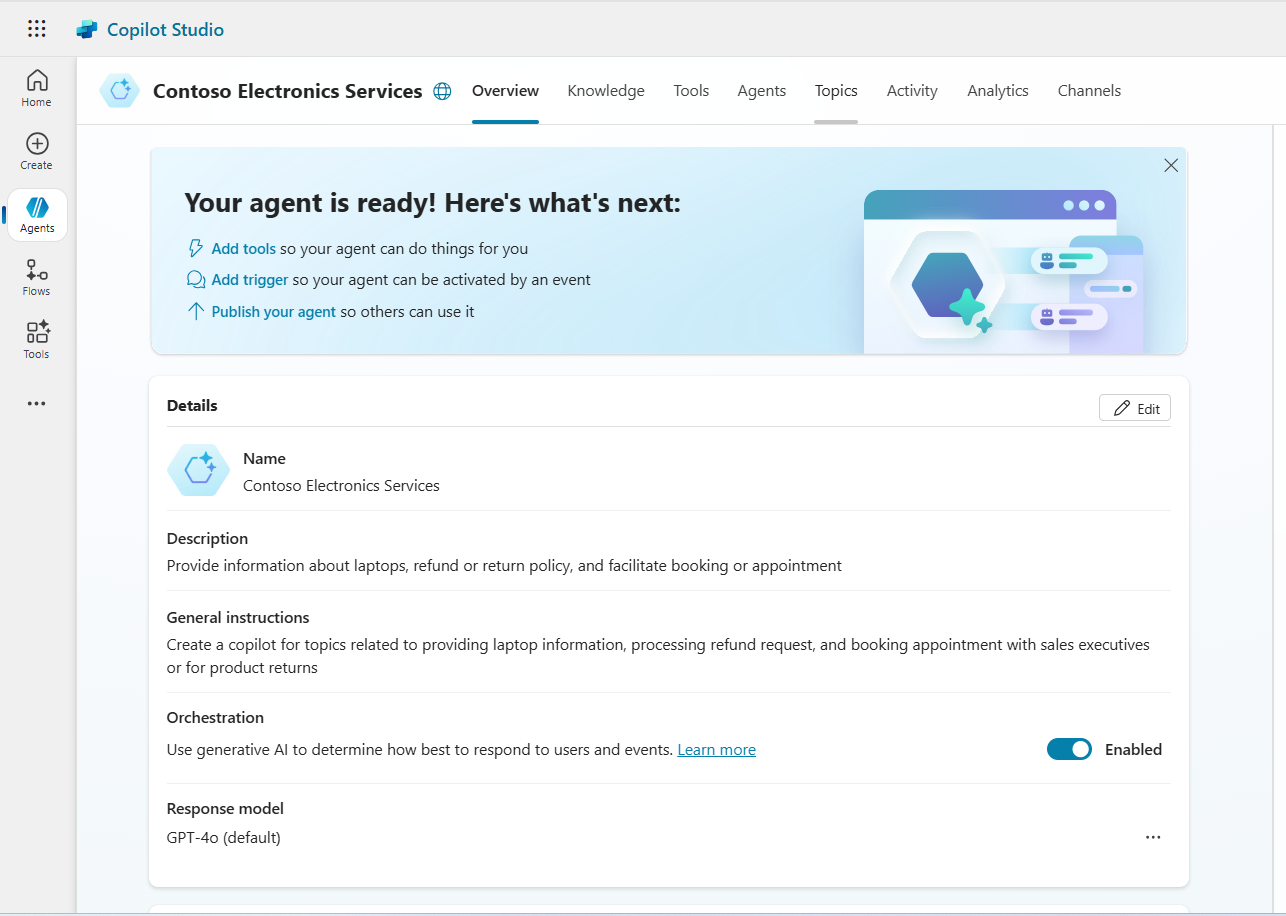 Copilot Studio
Home
Create
Agents
Flows
Tools
Contoso Electronics Services
Overview
Knowledge
Tools
Agents
Topics
Activity
Analytics
Channels
Your agent is ready! Here's what's next:
Add tools so your agent can do things for you
Add trigger so your agent can be activated by an event
Publish your agent so others can use it
Details
Edit
Name
Contoso Electronics Services
Description
Provide information about laptops, refund or return policy, and facilitate booking or appointment
General instructions
Create a copilot for topics related to providing laptop information, processing refund request, and booking appointment with sales executives
or for product returns
Orchestration
Use generative AI to determine how best to respond to users and events. Learn more
Enabled
Response model
GPT-4o (default)